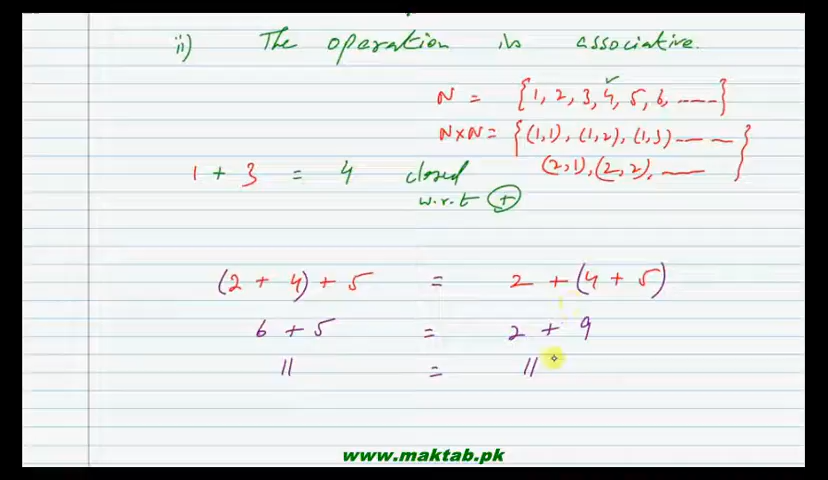 ii) The operation is associative.
N = {1, 2, 3, 4, 5, 6, ----}
N×N = {(1,1), (1,2), (1,3) -- --
(2,1), (2,2), ---- }
1 + 3 = 4 closed
w.r.t +
(2 + 4) + 5 = 2 + (4 + 5)
6 + 5 = 2 + 9
11 = 11
www.maktab.pk